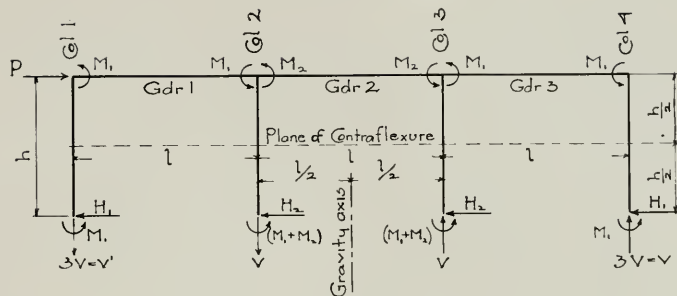 Col 1
Col 2
Col 3
Col 4
P
M₁
M₁
M₂
M₂
M₁
M₁
Gdr 1
Gdr 2
Gdr 3
h
Plane of Contraflexure
h/2
l
l
l
l/2
l/2
h/2
H₁
H₂
H₂
H₁
M₁
(M₁+M₂)
(M₁+M₂)
M₁
3V=V'
V
Gravity axis
V
3V=V